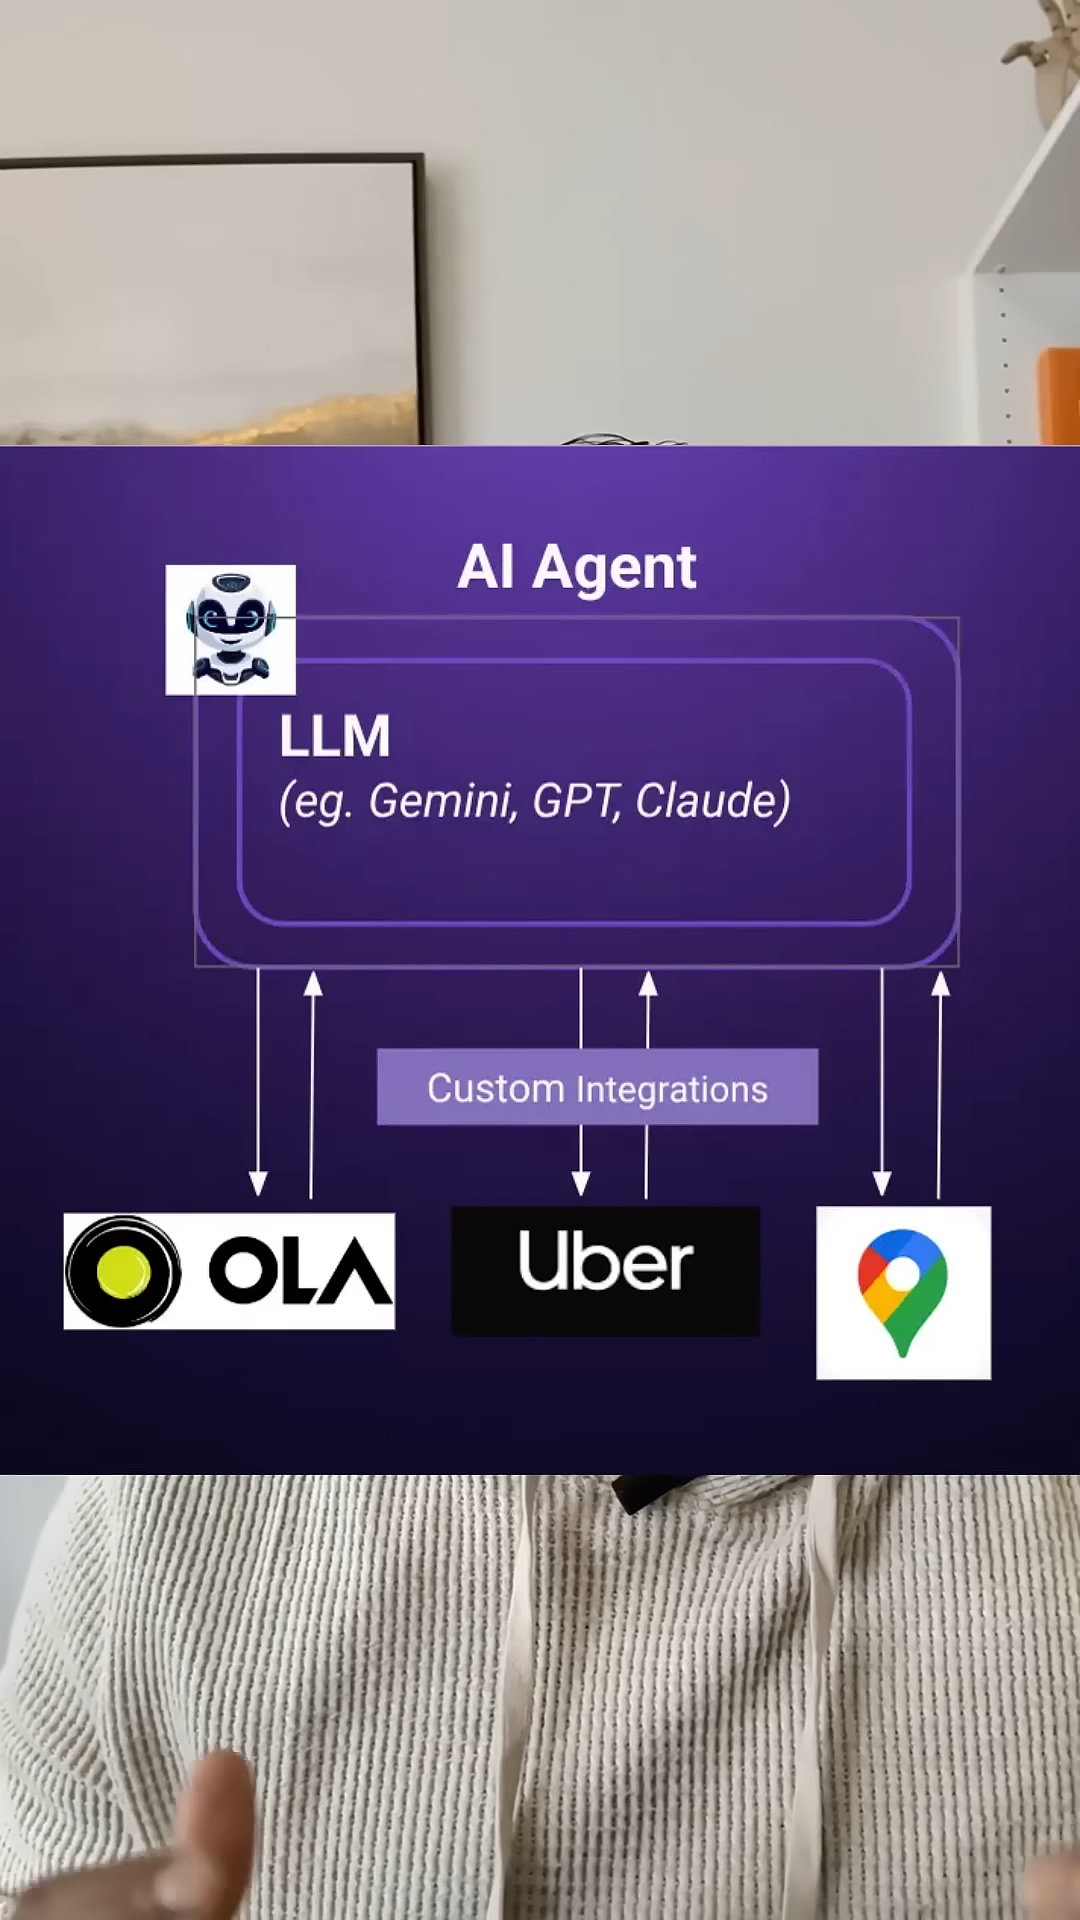 AI Agent
LLM
(eg. Gemini, GPT, Claude)
Custom Integrations
OLA
Uber